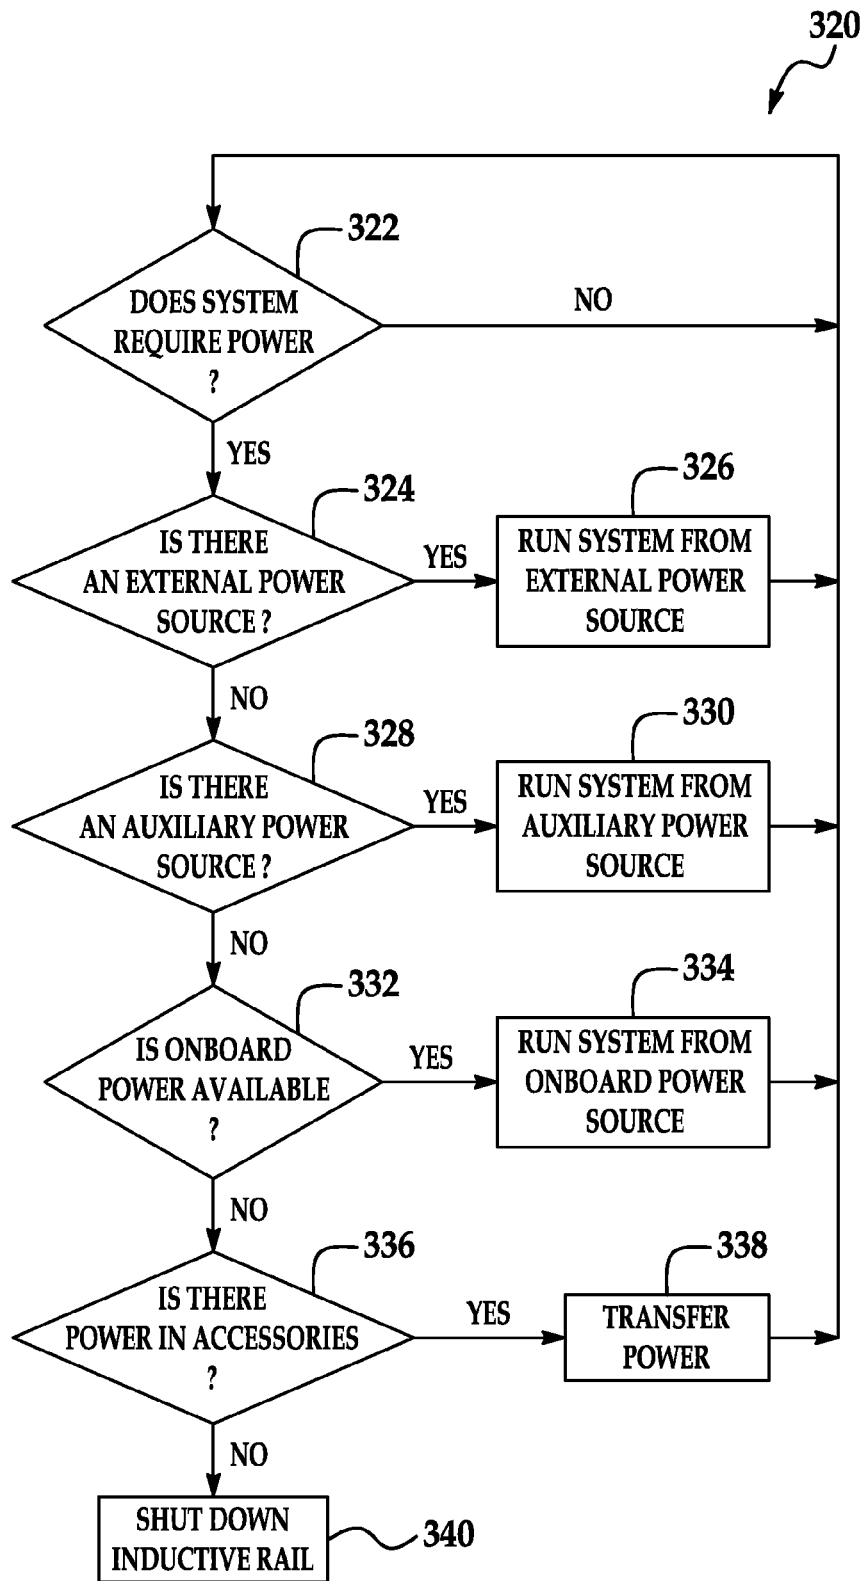 320
322
DOES SYSTEM
REQUIRE POWER
?
NO
YES
324
326
IS THERE
AN EXTERNAL POWER
SOURCE ?
YES
RUN SYSTEM FROM
EXTERNAL POWER
SOURCE
NO
328
330
IS THERE
AN AUXILIARY POWER
SOURCE ?
YES
RUN SYSTEM FROM
AUXILIARY POWER
SOURCE
NO
332
334
IS ONBOARD
POWER AVAILABLE
?
YES
RUN SYSTEM FROM
ONBOARD POWER
SOURCE
NO
336
338
IS THERE
POWER IN ACCESSORIES
?
YES
TRANSFER
POWER
NO
SHUT DOWN
INDUCTIVE RAIL
340